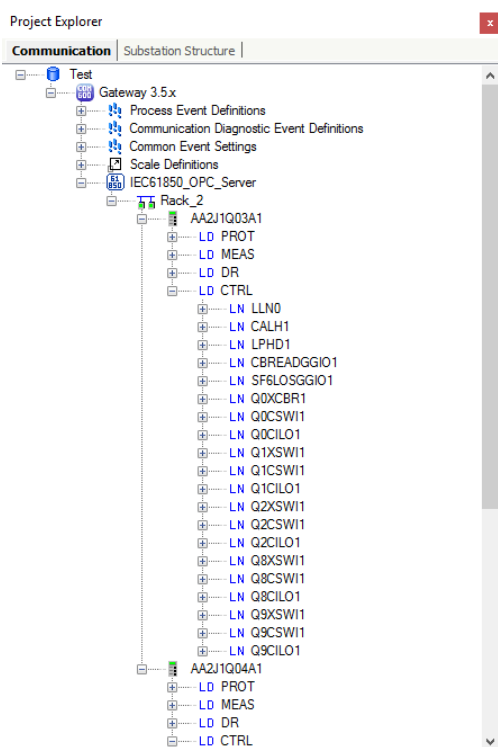 Project Explorer
x
Communication Substation Structure
Test
COM 600 Gateway 3.5.x
Process Event Definitions
Communication Diagnostic Event Definitions
Common Event Settings
Scale Definitions
61 850 IEC61850_OPC_Server
Rack_2
AA2J1Q03A1
LD PROT
LD MEAS
LD DR
LD CTRL
LN LLN0
LN CALH1
LN LPHD1
LN CBREADGGIO1
LN SF6LOSGGIO1
LN Q0XCBR1
LN Q0CSWI1
LN Q0CILO1
LN Q1XSWI1
LN Q1CSWI1
LN Q1CILO1
LN Q2XSWI1
LN Q2CSWI1
LN Q2CILO1
LN Q8XSWI1
LN Q8CSWI1
LN Q8CILO1
LN Q9XSWI1
LN Q9CSWI1
LN Q9CILO1
AA2J1Q04A1
LD PROT
LD MEAS
LD DR
LD CTRL